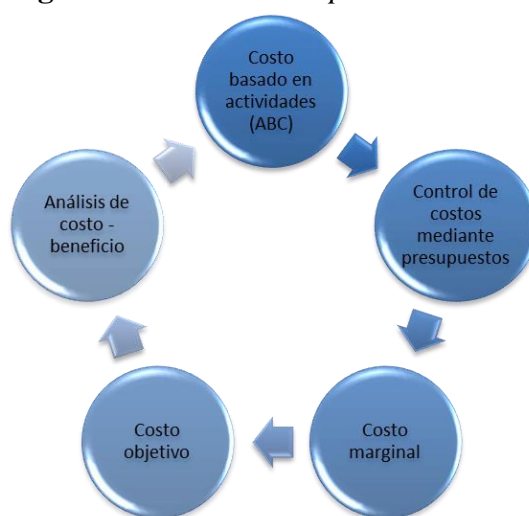 Costo
basado en
actividades
(ABC)
Control de
costos
mediante
presupuestos
Costo
marginal
Costo
objetivo
Análisis de
costo -
beneficio